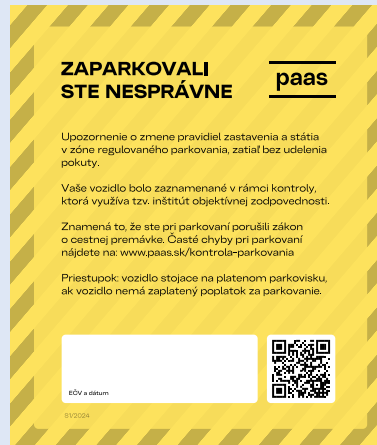 ZAPARKOVALI
STE NESPRÁVNE
paas
Upozornenie o zmene pravidiel zastavenia a státia
v zóne regulovaného parkovania, zatiaľ bez udelenia
pokuty.
Vaše vozidlo bolo zaznamenané v rámci kontroly,
ktorá využíva tzv. inštitút objektívnej zodpovednosti.
Znamená to, že ste pri parkovaní porušili zákon
o cestnej premávke. Časté chyby pri parkovaní
nájdete na: www.paas.sk/kontrola-parkovania
Priestupok: vozidlo stojace na platenom parkovisku,
ak vozidlo nemá zaplatený poplatok za parkovanie.
EČV a dátum
S1/2024